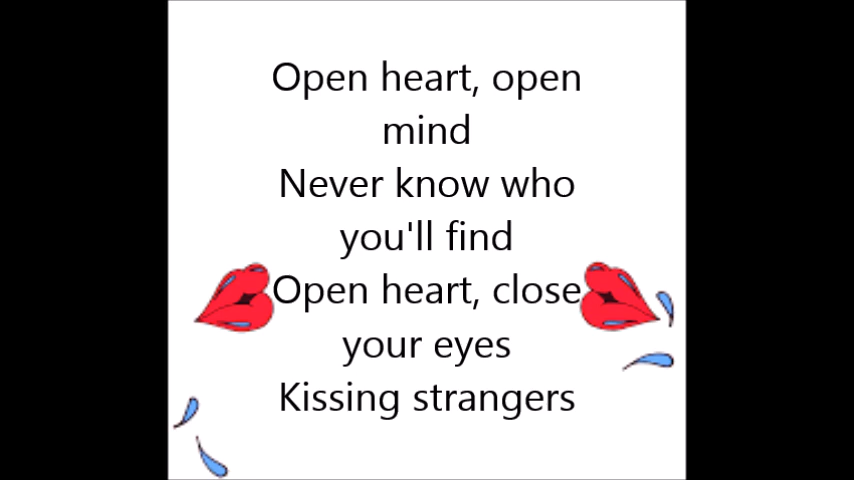 Open heart, open
mind
Never know who
you'll find
Open heart, close
your eyes
Kissing strangers